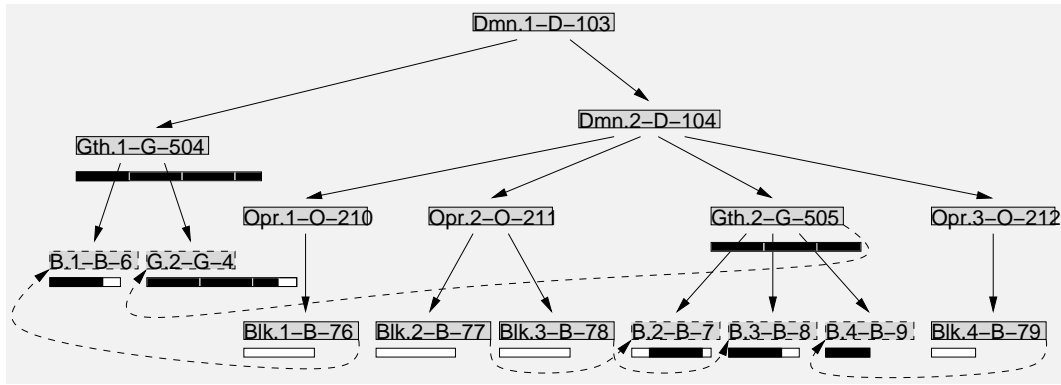 Dmn.1–D–103
Dmn.2–D–104
Gth.1–G–504
Opr.1–O–210
Opr.2–O–211
Gth.2–G–505
Opr.3–O–212
B.1–B–6
G.2–G–4
Blk.1–B–76
Blk.2–B–77
Blk.3–B–78
B.2–B–7
B.3–B–8
B.4–B–9
Blk.4–B–79